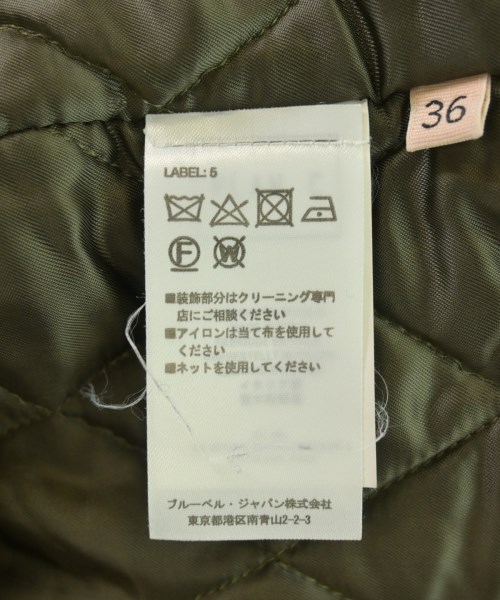 36
LABEL: 5
F W
■装飾部分はクリーニング専門
店にご相談ください
■アイロンは当て布を使用して
ください
■ネットを使用してください
ブルーベル・ジャパン株式会社
東京都港区南青山2-2-3